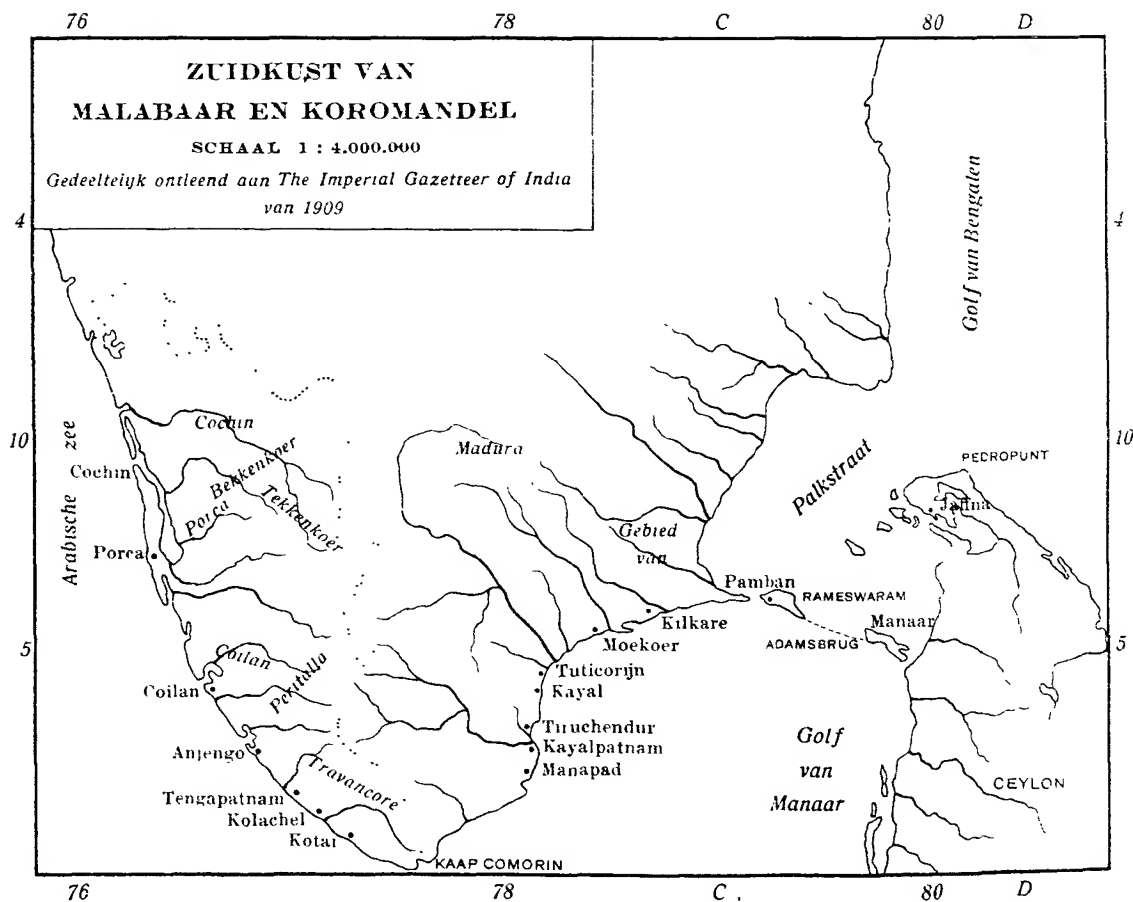 76 78 C 80 D
ZUIDKUST VAN
MALABAAR EN KOROMANDEL
SCHAAL 1 : 4.000.000
Gedeeltelijk ontleend aan The Imperial Gazetteer of India
van 1909
4 4
Golf van Bengalen
Arabische zee
10 10
Cochin
Cochin
Bekkenkoer
Tekkenkoer
Porca
Porca
Madura
Gebied
van
Palkstraat
PEDROPUNT
Jafina
Pamban
RAMESWARAM
Manaar
ADAMSBRUG
Kilkare
Moekoer
5 5
Coilan
Coilan
Peritalla
Tuticorijn
Kayal
Tiruchendur
Kayalpatnam
Manapad
Anjengo
Travancore
Tengapatnam
Kolachel
Kotar
KAAP COMORIN
Golf
van
Manaar
CEYLON
76 78 C 80 D